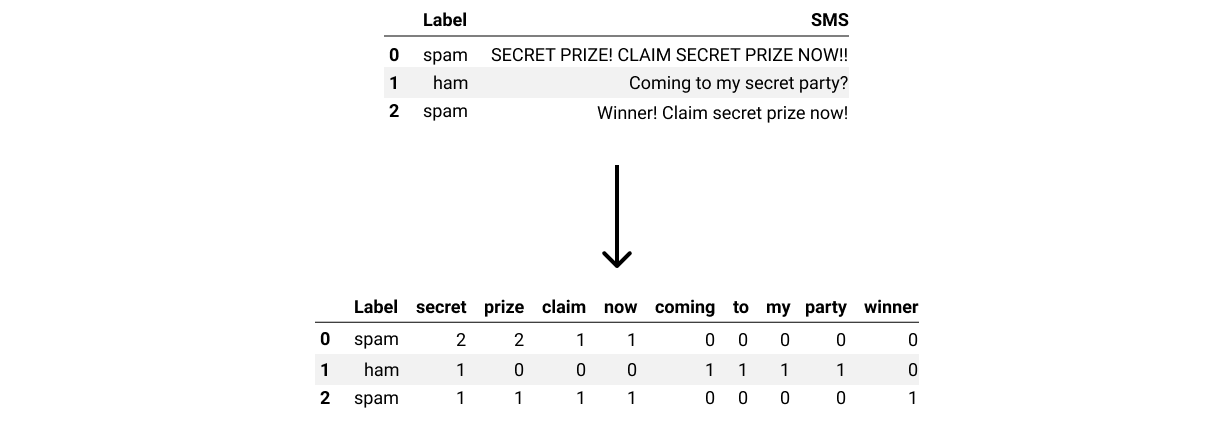 Label SMS
0 spam SECRET PRIZE! CLAIM SECRET PRIZE NOW!!
1 ham Coming to my secret party?
2 spam Winner! Claim secret prize now!
Label secret prize claim now coming to my party winner
0 spam 2 2 1 1 0 0 0 0 0
1 ham 1 0 0 0 1 1 1 1 0
2 spam 1 1 1 1 0 0 0 0 1